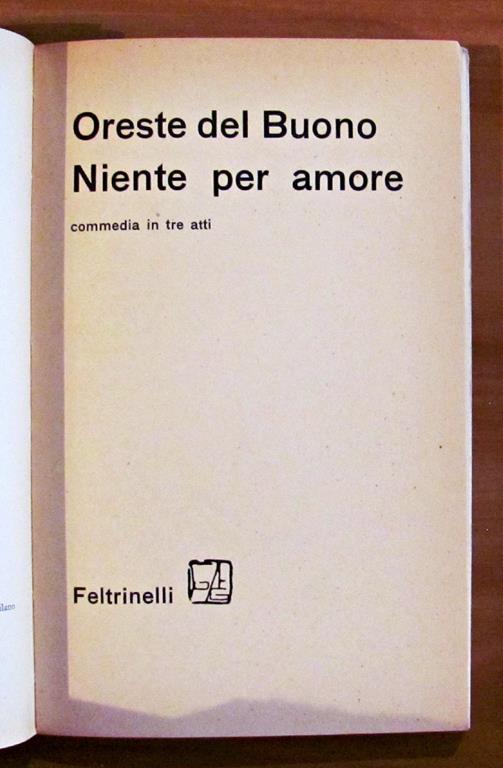 Oreste del Buono
Niente per amore
commedia in tre atti
Feltrinelli